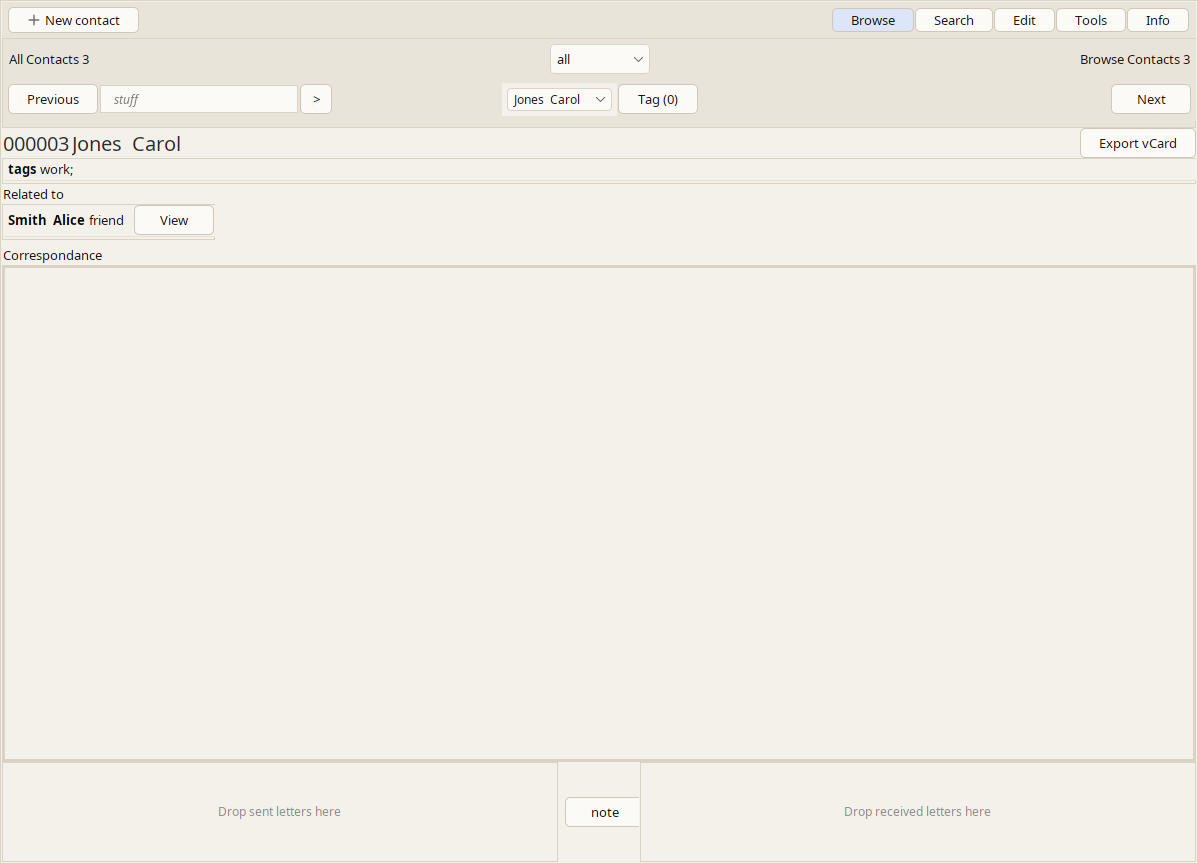 New contact
Browse
Search
Edit
Tools
Info
All Contacts 3
all
Browse Contacts 3
Previous
stuff
>
Jones  Carol
Tag (0)
Next
000003 Jones  Carol
Export vCard
tags work;
Related to
Smith  Alice friend
View
Correspondance
Drop sent letters here
note
Drop received letters here